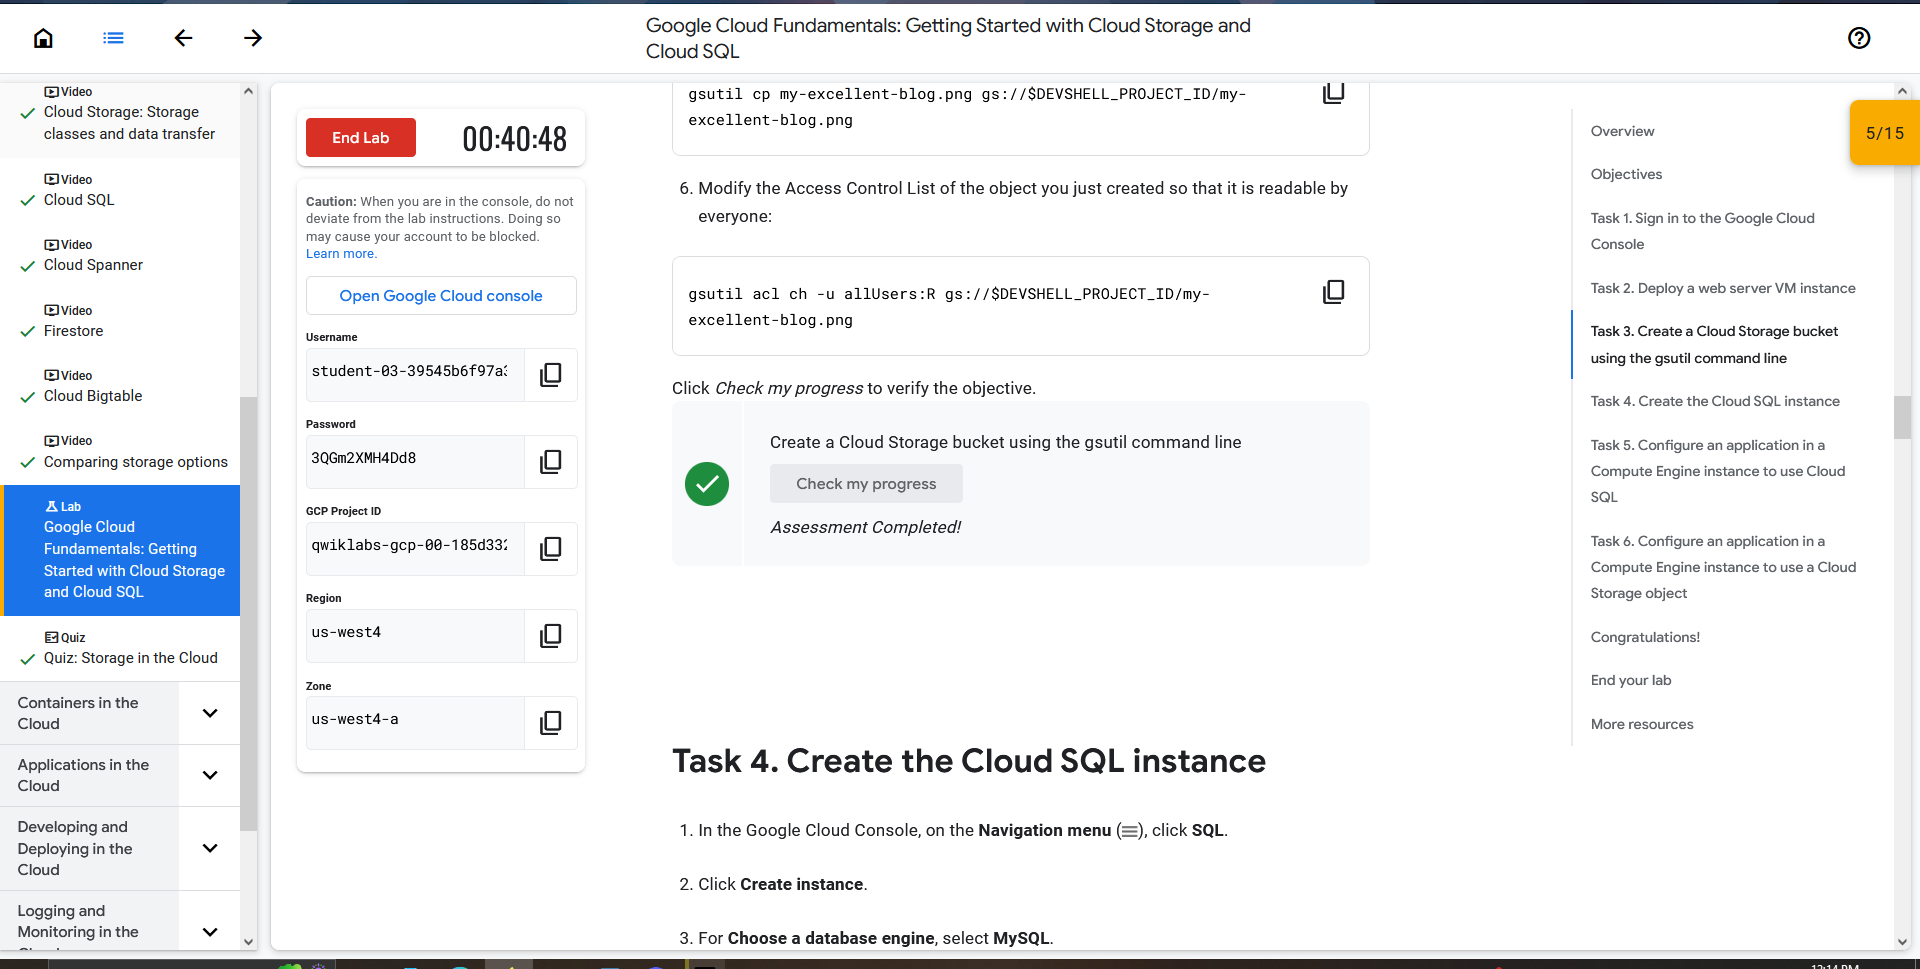 Google Cloud Fundamentals: Getting Started with Cloud Storage and
Cloud SQL
Video
Cloud Storage: Storage
classes and data transfer
Video
Cloud SQL
Video
Cloud Spanner
Video
Firestore
Video
Cloud Bigtable
Video
Comparing storage options
Lab
Google Cloud
Fundamentals: Getting
Started with Cloud Storage
and Cloud SQL
Quiz
Quiz: Storage in the Cloud
Containers in the
Cloud
Applications in the
Cloud
Developing and
Deploying in the
Cloud
Logging and
Monitoring in the
End Lab
00:40:48
Caution: When you are in the console, do not
deviate from the lab instructions. Doing so
may cause your account to be blocked.
Learn more.
Open Google Cloud console
Username
student-03-39545b6f97a3
Password
3QGm2XMH4Dd8
GCP Project ID
qwiklabs-gcp-00-185d332
Region
us-west4
Zone
us-west4-a
gsutil cp my-excellent-blog.png gs://$DEVSHELL_PROJECT_ID/my-
excellent-blog.png
6. Modify the Access Control List of the object you just created so that it is readable by
everyone:
gsutil acl ch -u allUsers:R gs://$DEVSHELL_PROJECT_ID/my-
excellent-blog.png
Click Check my progress to verify the objective.
Create a Cloud Storage bucket using the gsutil command line
Check my progress
Assessment Completed!
Task 4. Create the Cloud SQL instance
1. In the Google Cloud Console, on the Navigation menu (≡), click SQL.
2. Click Create instance.
3. For Choose a database engine, select MySQL.
Overview
Objectives
Task 1. Sign in to the Google Cloud
Console
Task 2. Deploy a web server VM instance
Task 3. Create a Cloud Storage bucket
using the gsutil command line
Task 4. Create the Cloud SQL instance
Task 5. Configure an application in a
Compute Engine instance to use Cloud
SQL
Task 6. Configure an application in a
Compute Engine instance to use a Cloud
Storage object
Congratulations!
End your lab
More resources
5/15